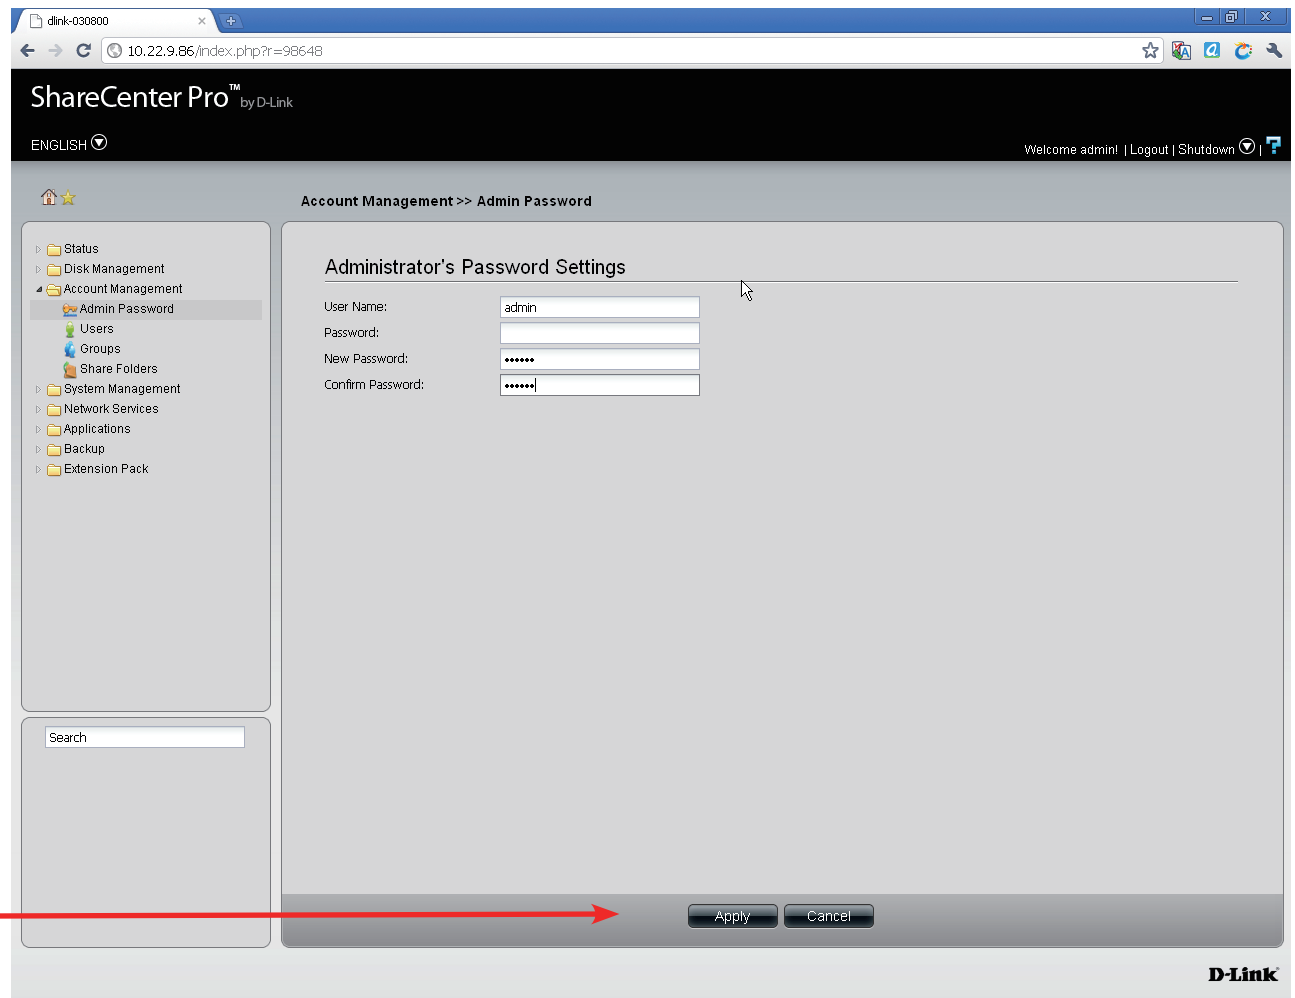 dlink-030800
10.22.9.86/index.php?r=98648
ShareCenter Pro™ by D-Link
ENGLISH
Welcome admin! | Logout | Shutdown | ?
Account Management >> Admin Password
Status
Disk Management
Account Management
Admin Password
Users
Groups
Share Folders
System Management
Network Services
Applications
Backup
Extension Pack
Search
Administrator's Password Settings
User Name: admin
Password:
New Password: ••••••
Confirm Password: ••••••
Apply Cancel
D-Link